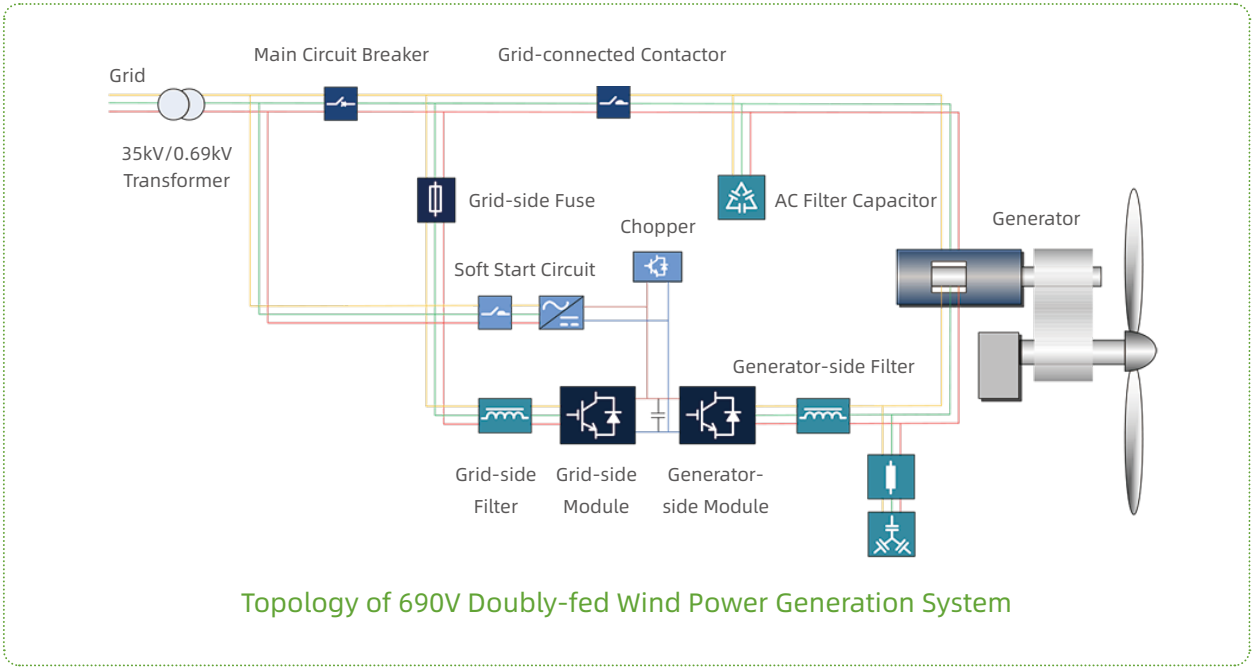 Main Circuit Breaker
Grid-connected Contactor
Grid
35kV/0.69kV
Transformer
Grid-side Fuse
AC Filter Capacitor
Generator
Chopper
Soft Start Circuit
Generator-side Filter
Grid-side
Filter
Grid-side
Module
Generator-
side Module
Topology of 690V Doubly-fed Wind Power Generation System